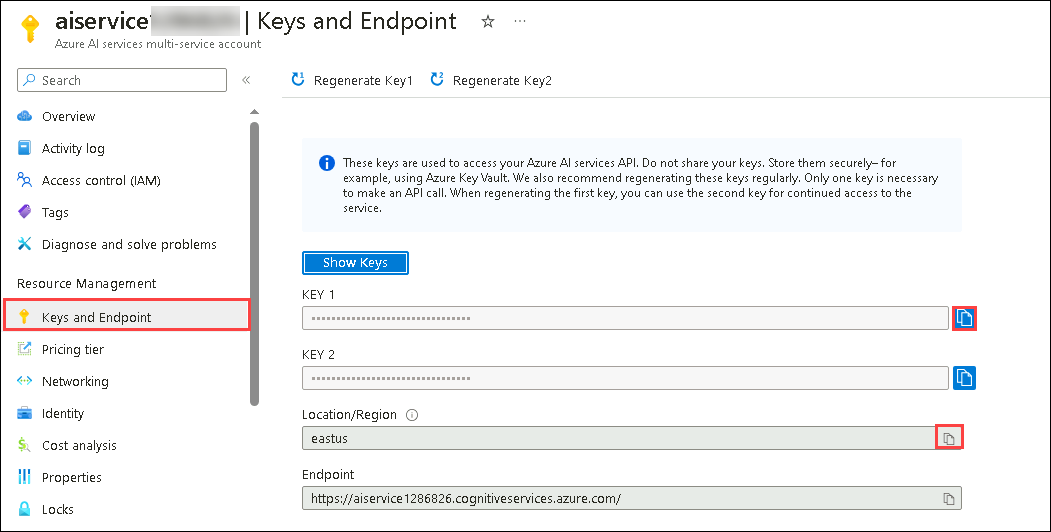 aiservice1 | Keys and Endpoint
Azure AI services multi-service account
Search
Overview
Activity log
Access control (IAM)
Tags
Diagnose and solve problems
Resource Management
Keys and Endpoint
Pricing tier
Networking
Identity
Cost analysis
Properties
Locks
Regenerate Key1
Regenerate Key2
These keys are used to access your Azure AI services API. Do not share your keys. Store them securely– for
example, using Azure Key Vault. We also recommend regenerating these keys regularly. Only one key is necessary
to make an API call. When regenerating the first key, you can use the second key for continued access to the
service.
Show Keys
KEY 1
KEY 2
Location/Region
eastus
Endpoint
https://aiservice1286826.cognitiveservices.azure.com/